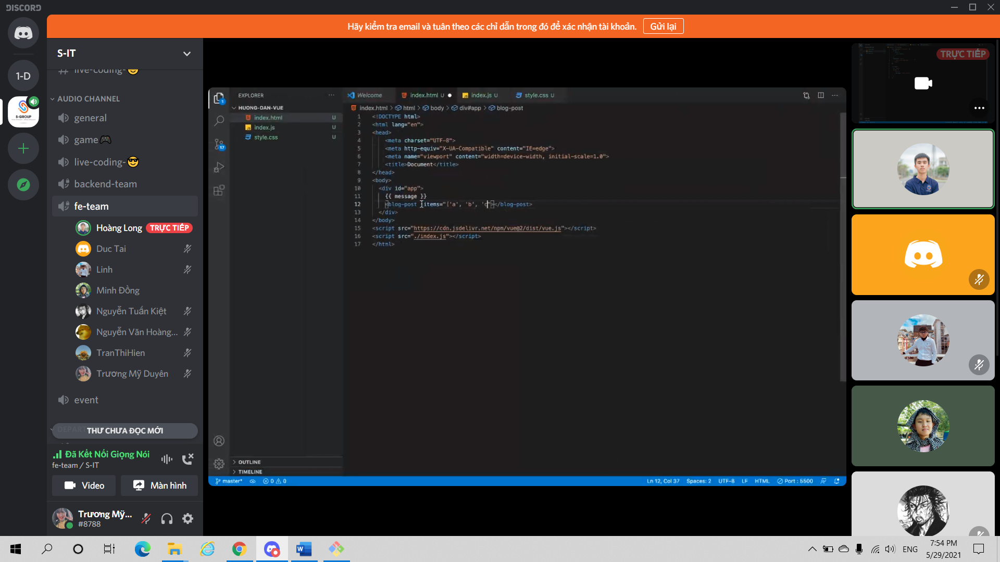 DISCORD
Hãy kiểm tra email và tuân theo các chỉ dẫn trong đó để xác nhận tài khoản. Gửi lại
S-IT
live-coding-
1-D
AUDIO CHANNEL
S-GROUP
general
game
live-coding-
backend-team
fe-team
Hoàng Long TRỰC TIẾP
Duc Tai
Linh
Minh Đồng
Nguyễn Tuấn Kiệt
Nguyễn Văn Hoàng...
TranThiHien
Trương Mỹ Duyên
event
THƯ CHƯA ĐỌC MỚI
Đã Kết Nối Giọng Nói
fe-team / S-IT
Video
Màn hình
Trương Mỹ...
#8788
EXPLORER
HUONG-DAN-VUE
index.html U
index.js U
style.css U
OUTLINE
TIMELINE
1
17
Welcome index.html U index.js U style.css U
index.html > html > body > div#app > blog-post
1 <!DOCTYPE html>
2 <html lang="en">
3 <head>
4 <meta charset="UTF-8">
5 <meta http-equiv="X-UA-Compatible" content="IE=edge">
6 <meta name="viewport" content="width=device-width, initial-scale=1.0">
7 <title>Document</title>
8 </head>
9 <body>
10 <div id="app">
11 {{ message }}
12 <blog-post :items="['a', 'b', 'c"></blog-post>
13 </div>
14 </body>
15 <script src="https://cdn.jsdelivr.net/npm/vue@2/dist/vue.js"></script>
16 <script src="./index.js"></script>
17 </html>
master* 0 0 Ln 12, Col 37 Spaces: 2 UTF-8 LF HTML Port : 5500
TRỰC TIẾP
ENG
7:54 PM
5/29/2021